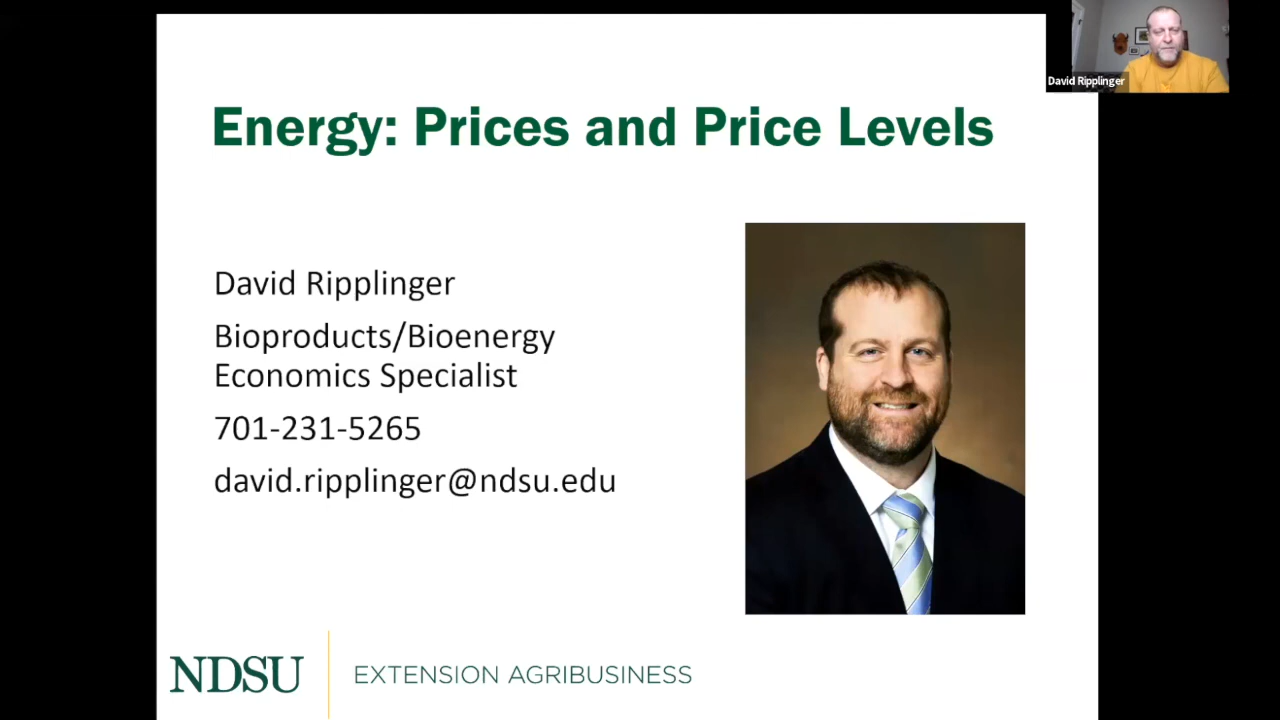 David Ripplinger
Energy: Prices and Price Levels
David Ripplinger
Bioproducts/Bioenergy
Economics Specialist
701-231-5265
david.ripplinger@ndsu.edu
NDSU
EXTENSION AGRIBUSINESS